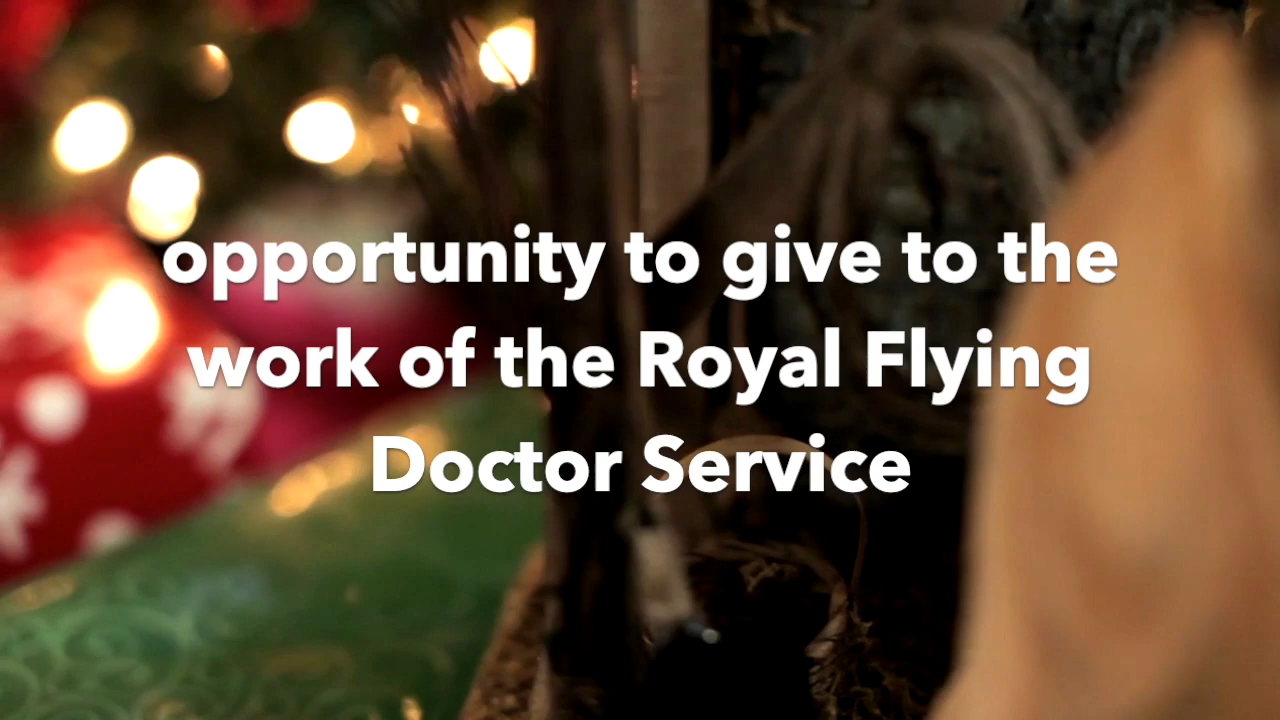 opportunity to give to the
work of the Royal Flying
Doctor Service